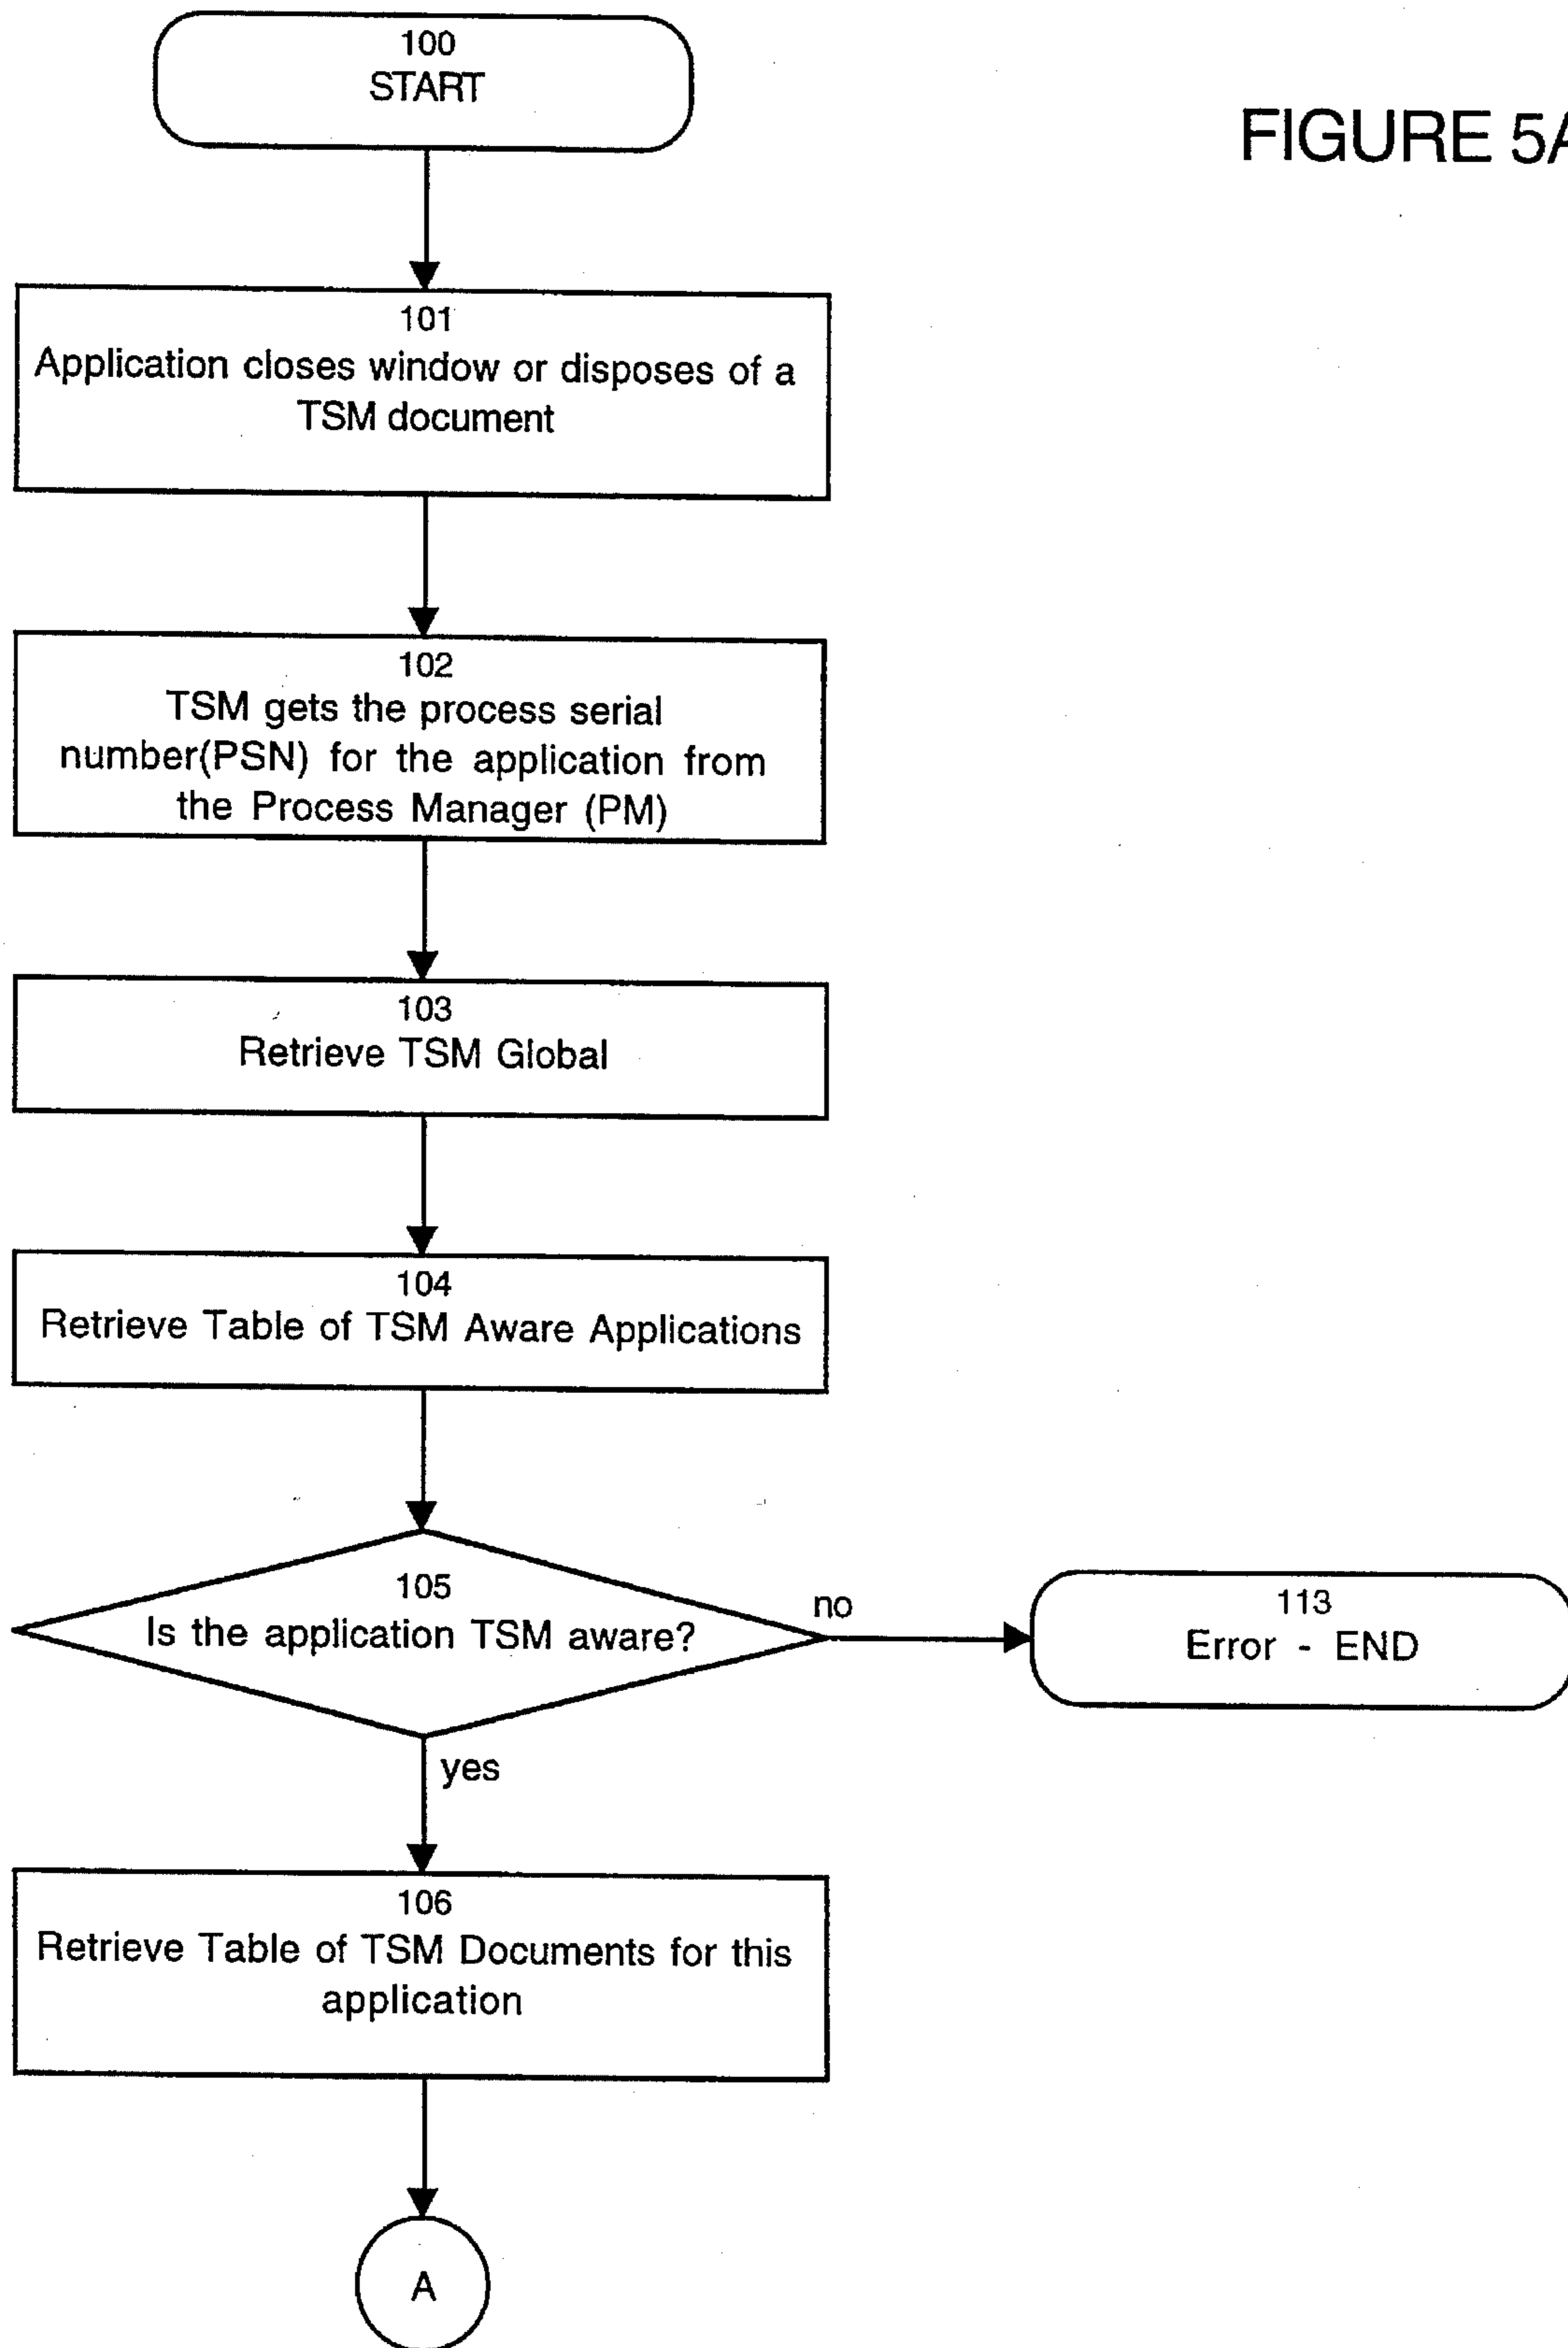 100
START
FIGURE 5A
101
Application closes window or disposes of a
TSM document
102
TSM gets the process serial
number(PSN) for the application from
the Process Manager (PM)
103
Retrieve TSM Global
104
Retrieve Table of TSM Aware Applications
105
Is the application TSM aware?
no
113
Error - END
yes
106
Retrieve Table of TSM Documents for this
application
A